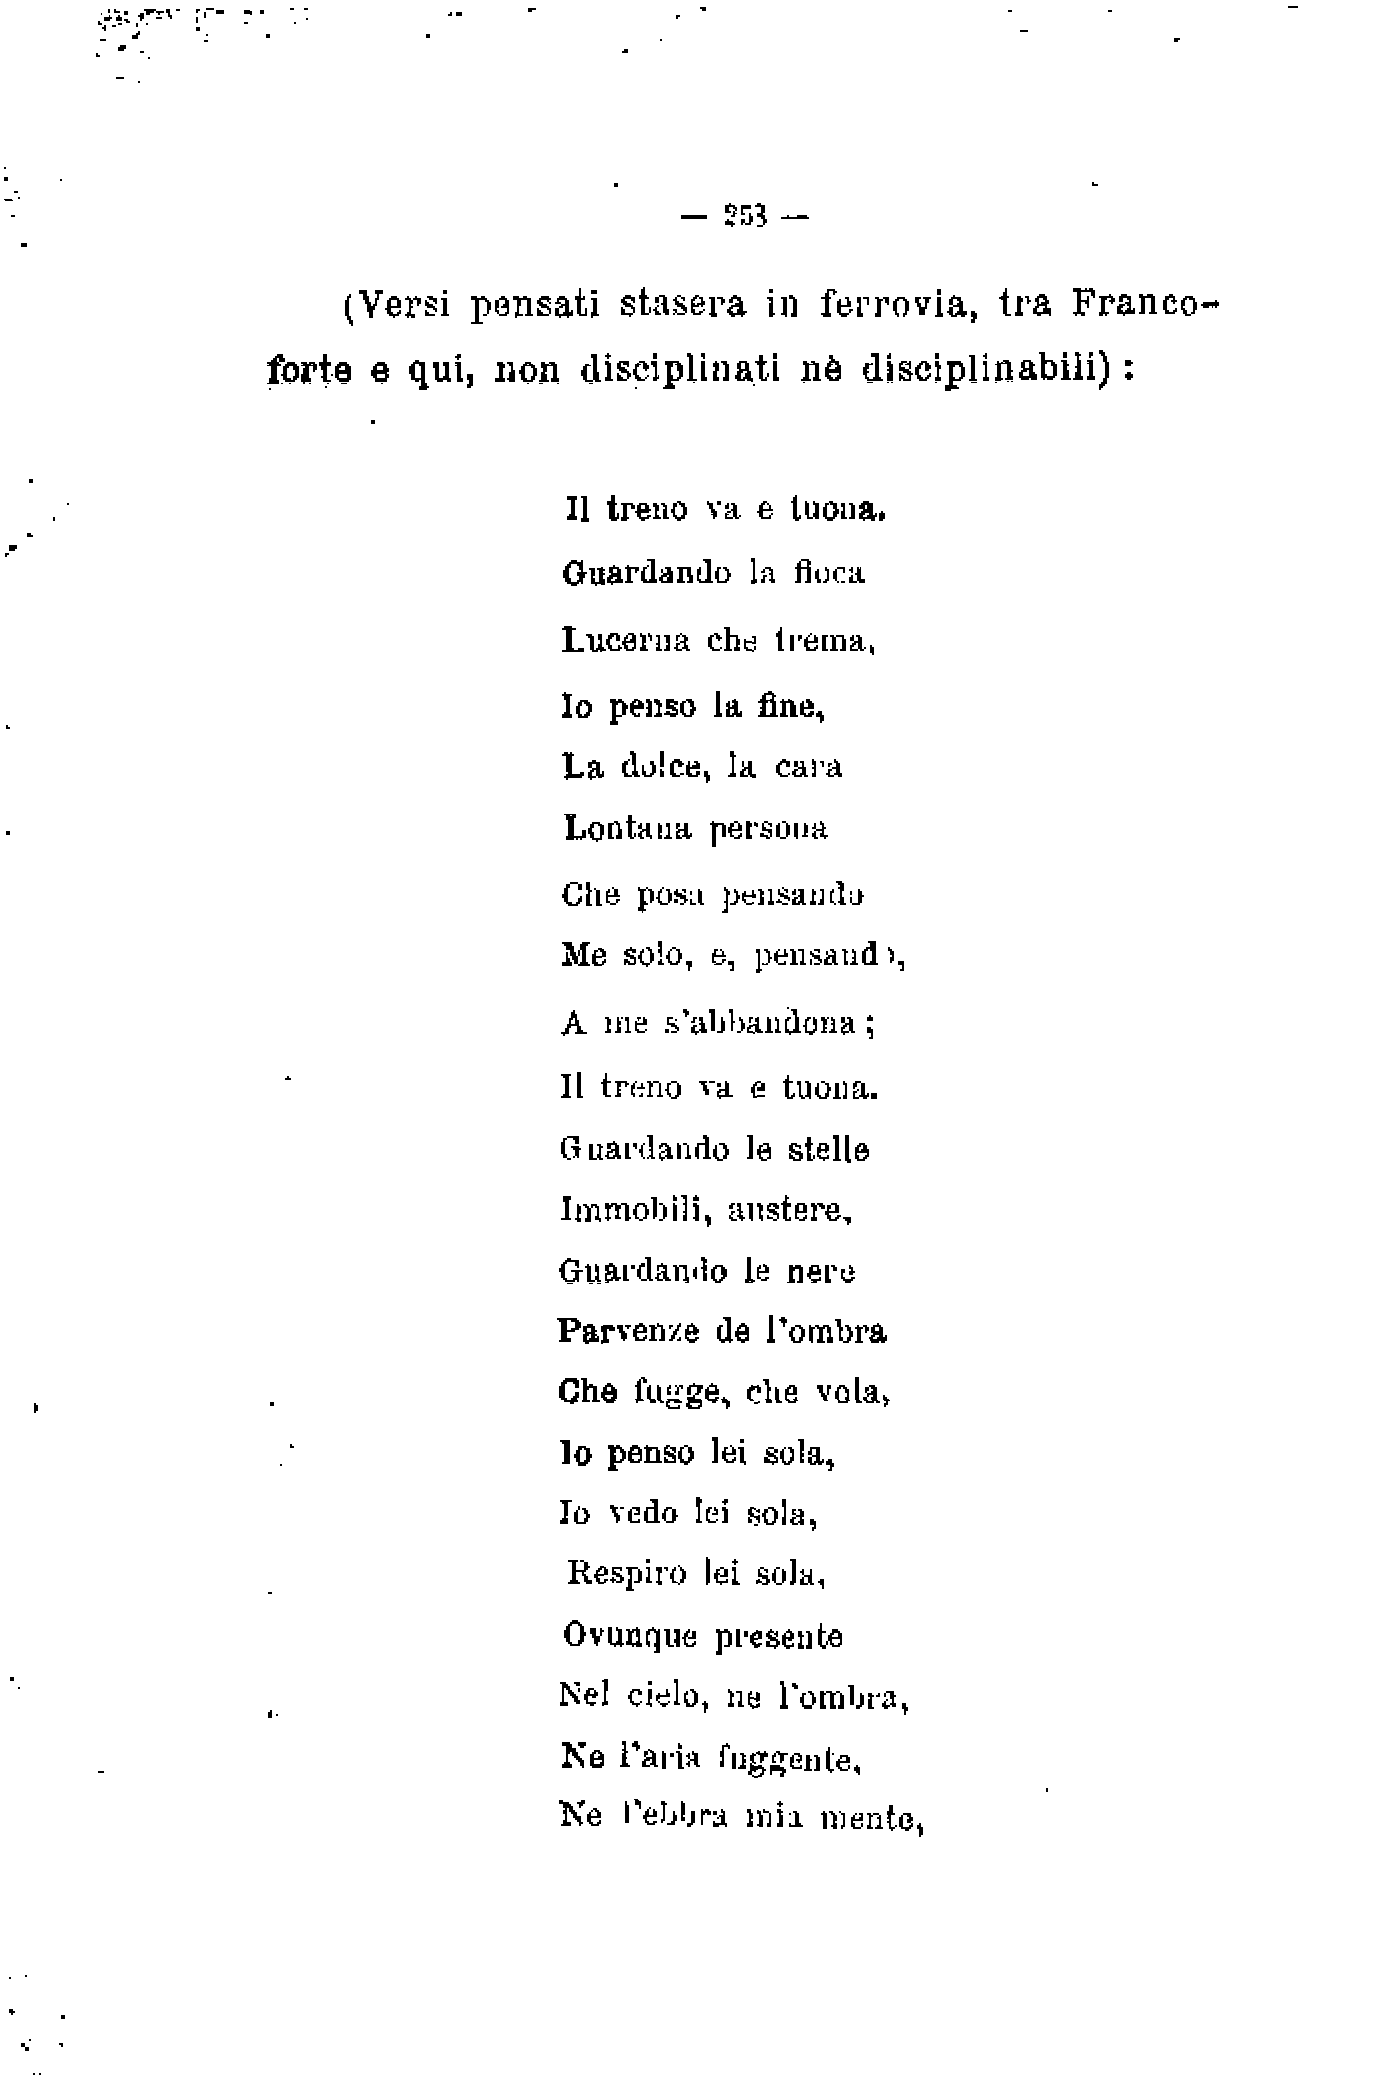 — 253 —
(Versi pensati stasera in ferrovia, tra Franco-
forte e qui, non disciplinati nè disciplinabili) :
Il treno va e tuona.
Guardando la fioca
Lucerna che trema,
Io penso la fine,
La dolce, la cara
Lontana persona
Che posa pensando
Me solo, e, pensando,
A me s'abbandona ;
Il treno va e tuona.
Guardando le stelle
Immobili, austere,
Guardando le nere
Parvenze de l'ombra
Che fugge, che vola,
Io penso lei sola,
Io vedo lei sola,
Respiro lei sola,
Ovunque presente
Nel cielo, ne l'ombra,
Ne l'aria fuggente,
Ne l'ebbra mia mente,